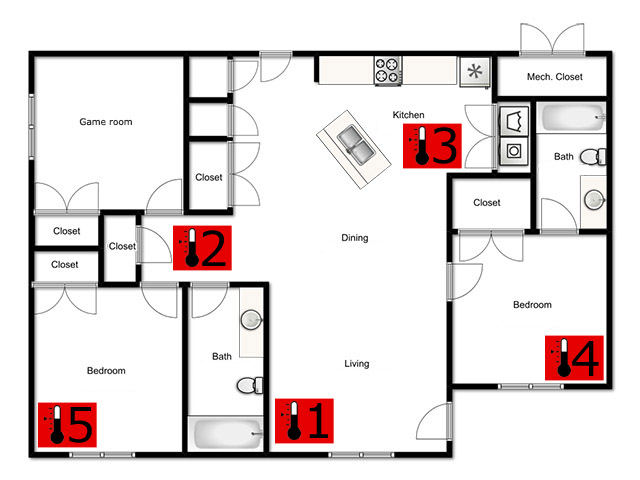 Mech. Closet
Game room
Kitchen
3
Bath
Closet
Closet
Closet
Closet
Dining
2
Closet
Bedroom
Living
4
Bath
Bedroom
5
1